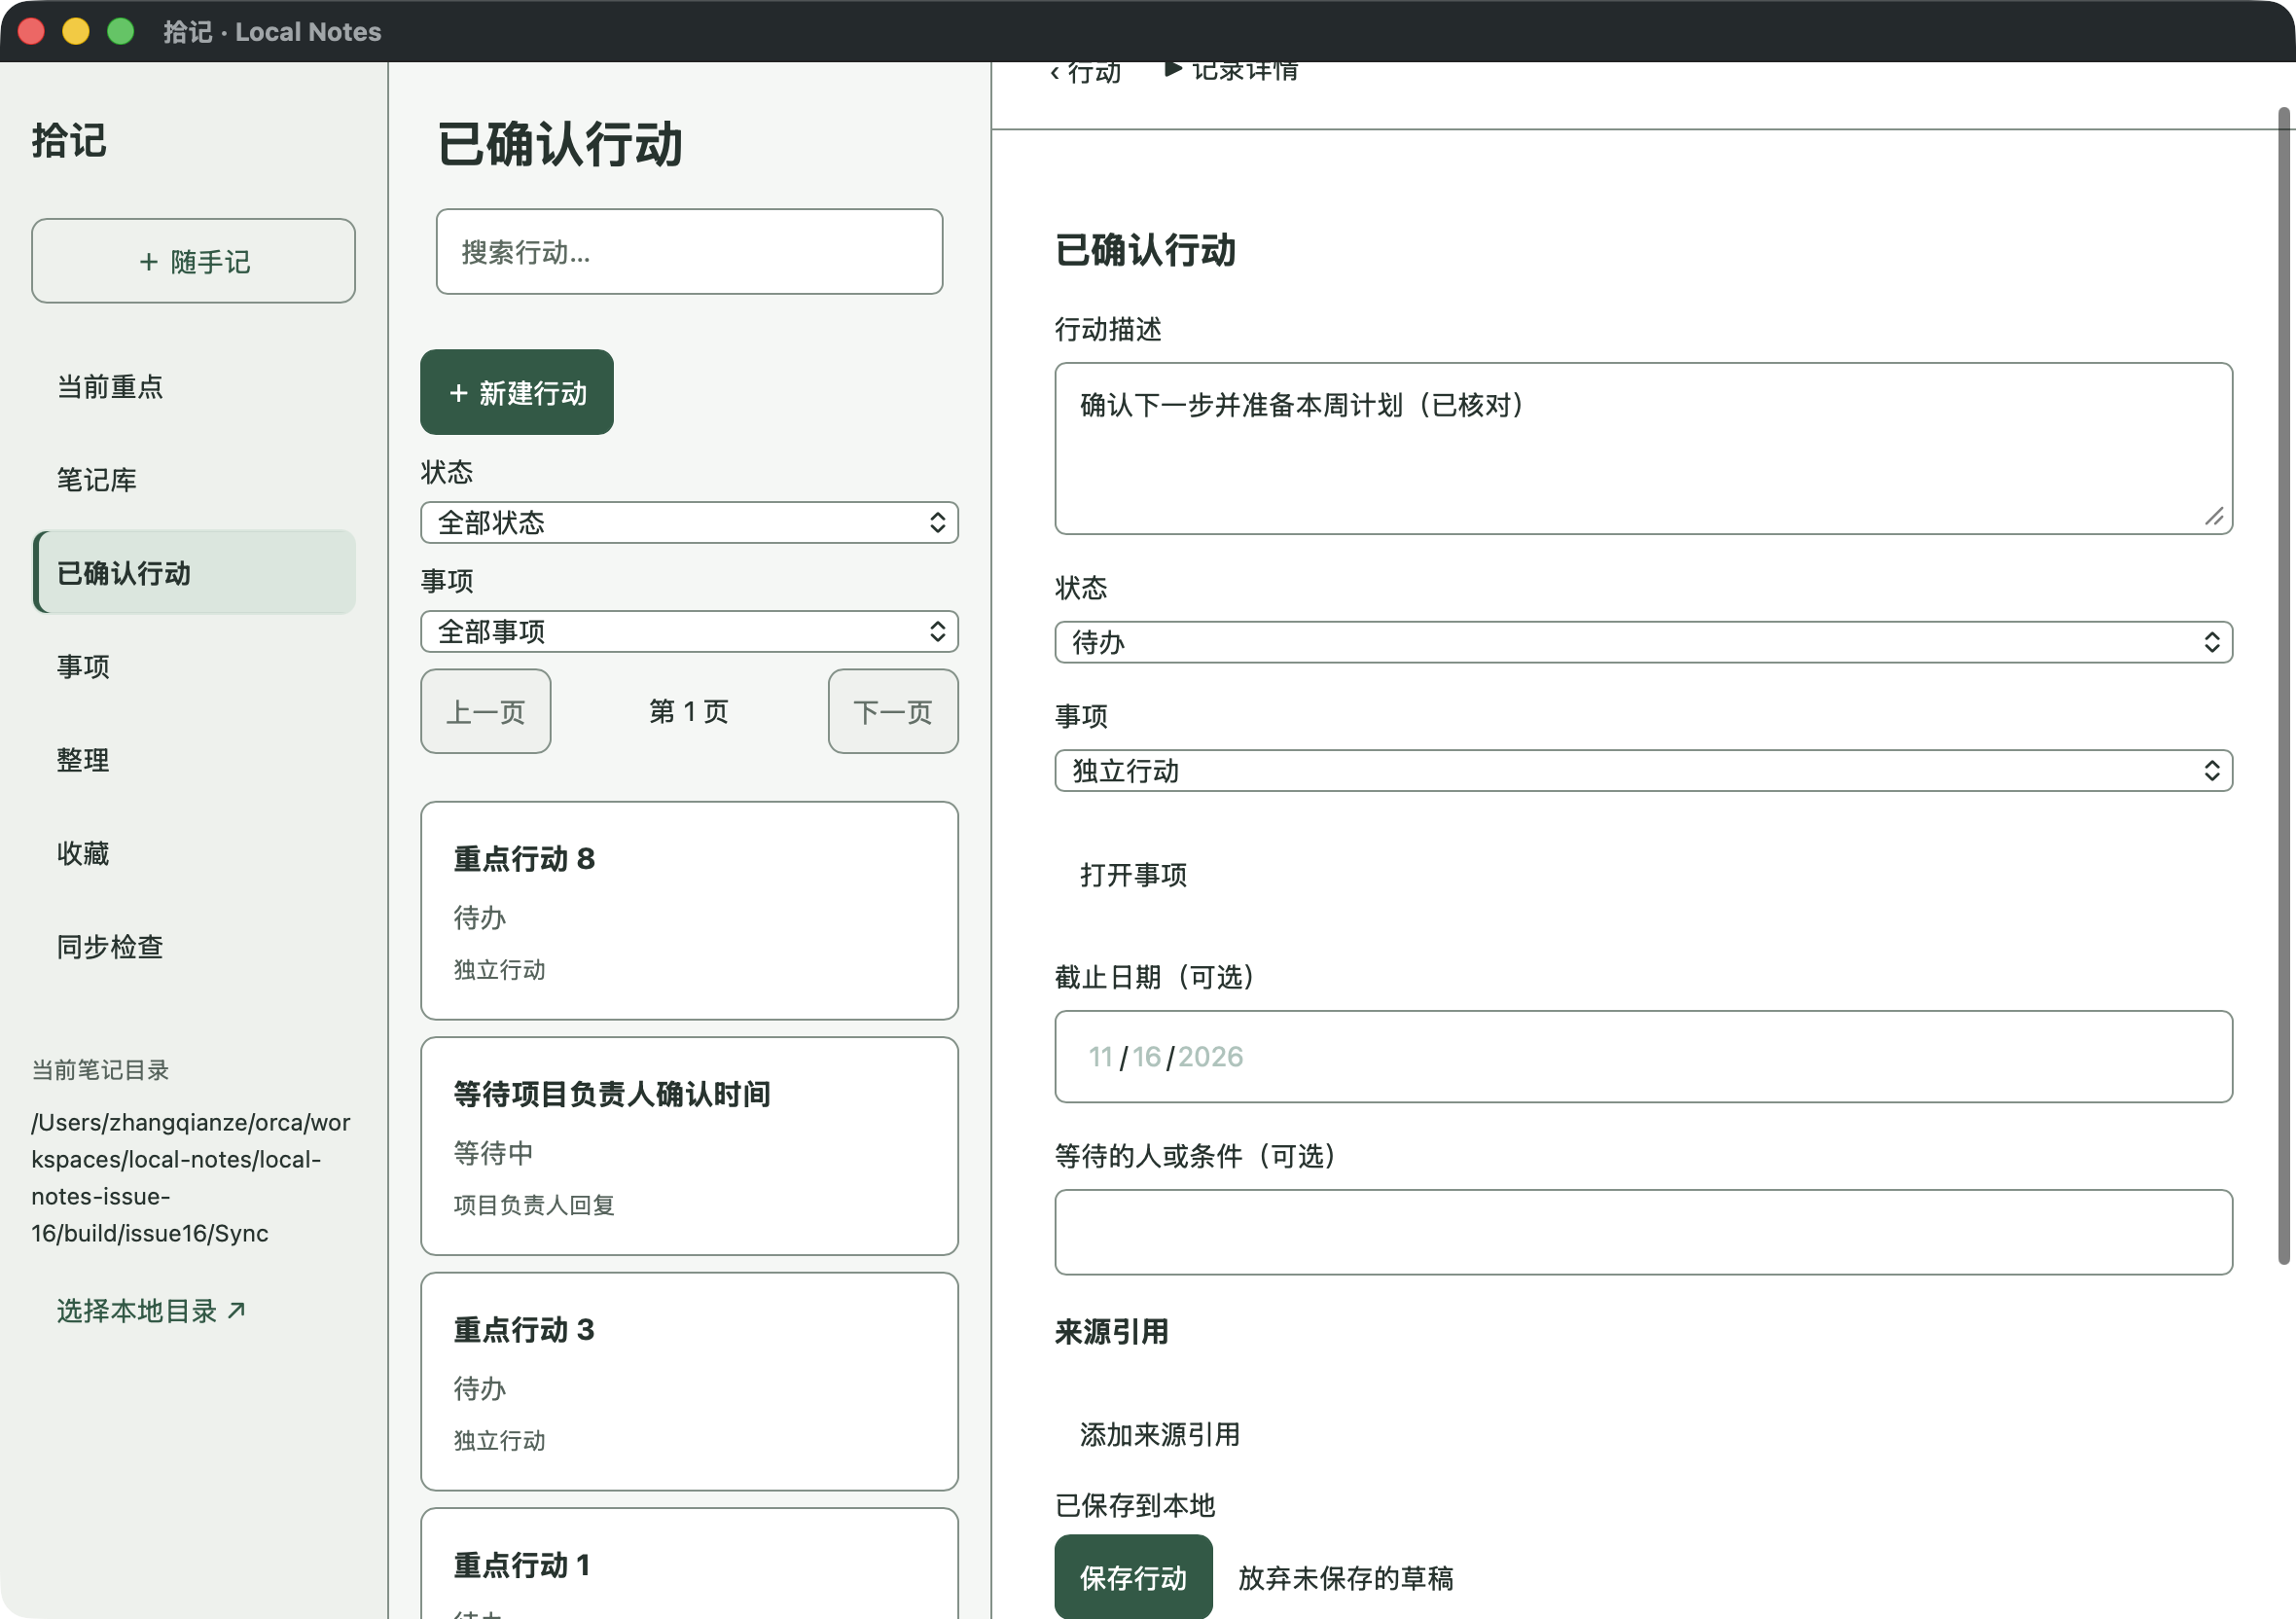 拾记 · Local Notes
拾记
+ 随手记
当前重点
笔记库
已确认行动
事项
整理
收藏
同步检查
当前笔记目录
/Users/zhangqianze/orca/wor
kspaces/local-notes/local-
notes-issue-
16/build/issue16/Sync
选择本地目录 ↗
已确认行动
搜索行动...
+ 新建行动
状态
全部状态
事项
全部事项
上一页
第 1 页
下一页
重点行动 8
待办
独立行动
等待项目负责人确认时间
等待中
项目负责人回复
重点行动 3
待办
独立行动
重点行动 1
待办
‹ 行动
▶ 记录详情
已确认行动
行动描述
确认下一步并准备本周计划（已核对）
状态
待办
事项
独立行动
打开事项
截止日期（可选）
11/16/2026
等待的人或条件（可选）
来源引用
添加来源引用
已保存到本地
保存行动
放弃未保存的草稿